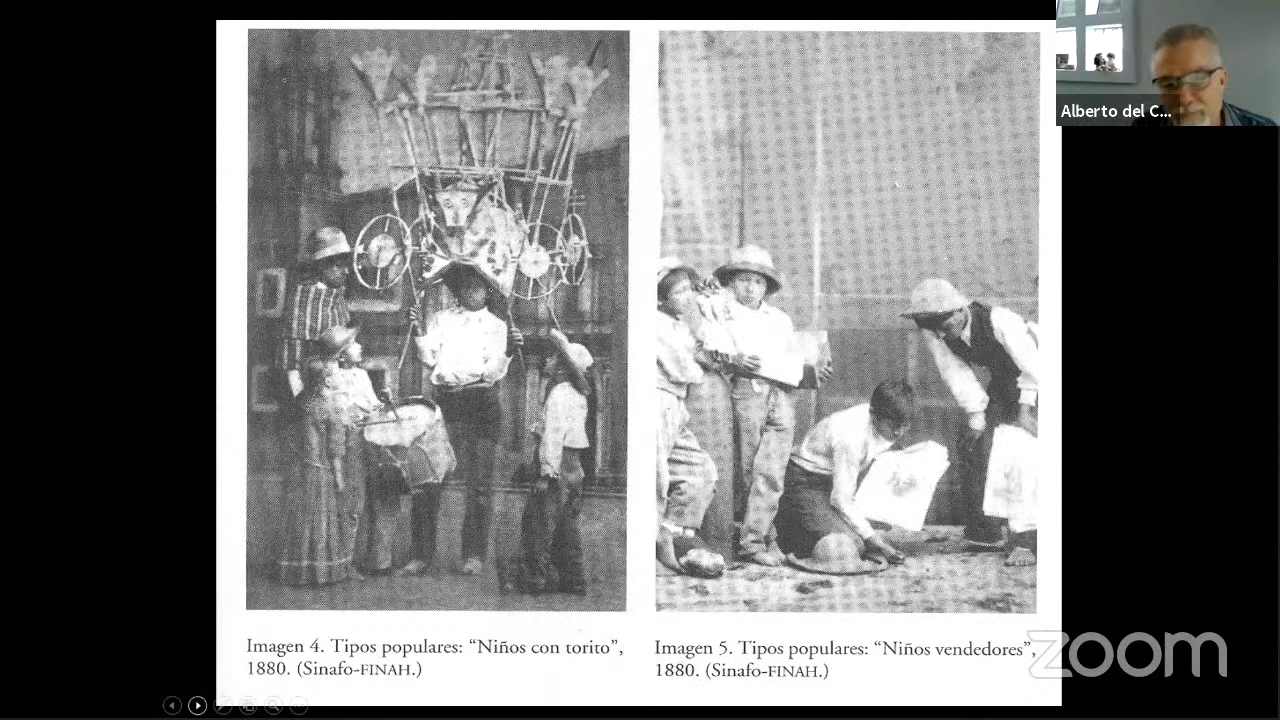 Alberto del C...
Imagen 4. Tipos populares: “Niños con torito”,
1880. (Sinafo-FINAH.)
Imagen 5. Tipos populares: “Niños vendedores”,
1880. (Sinafo-FINAH.)
zoom